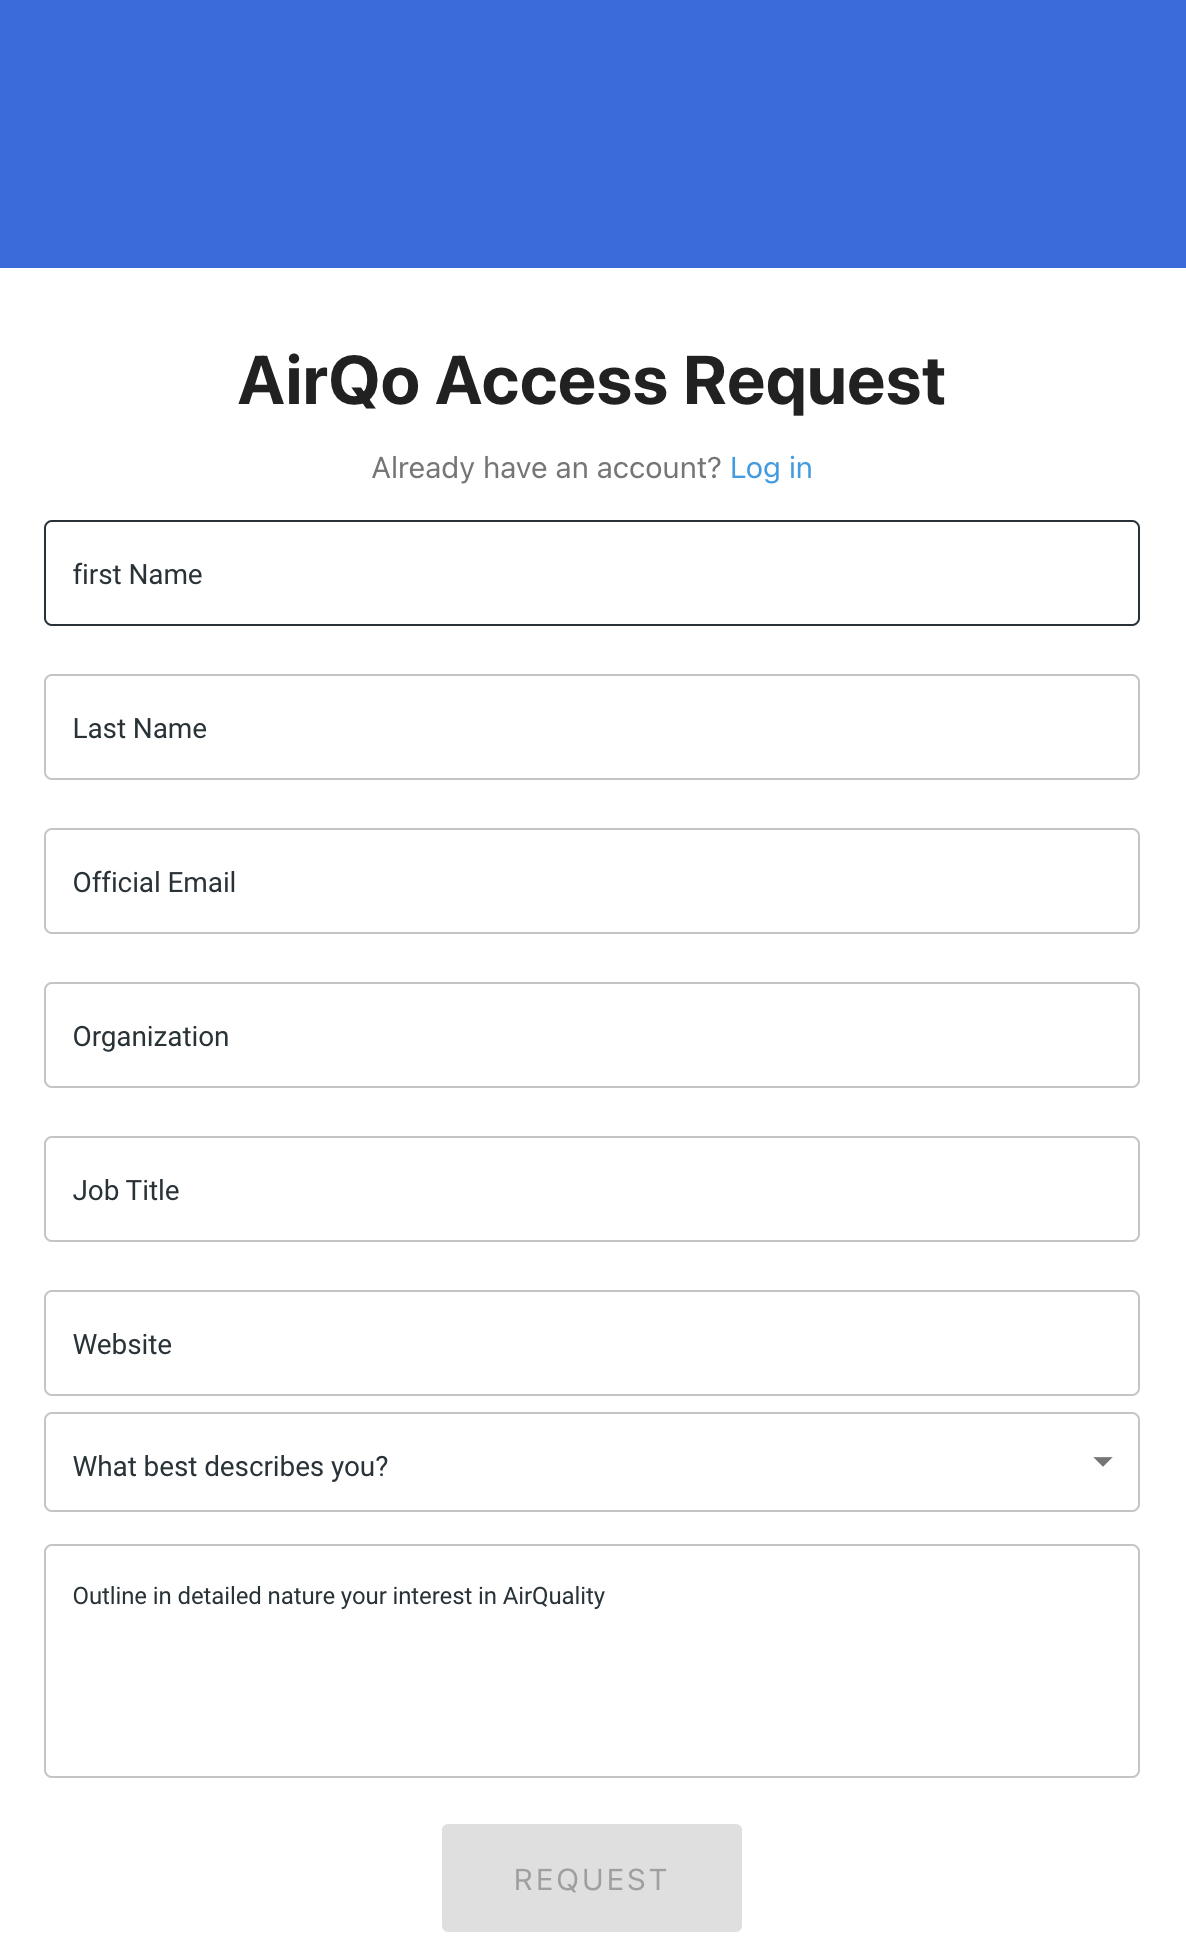 AirQo Access Request
Already have an account? Log in
first Name
Last Name
Official Email
Organization
Job Title
Website
What best describes you?
Outline in detailed nature your interest in AirQuality
REQUEST